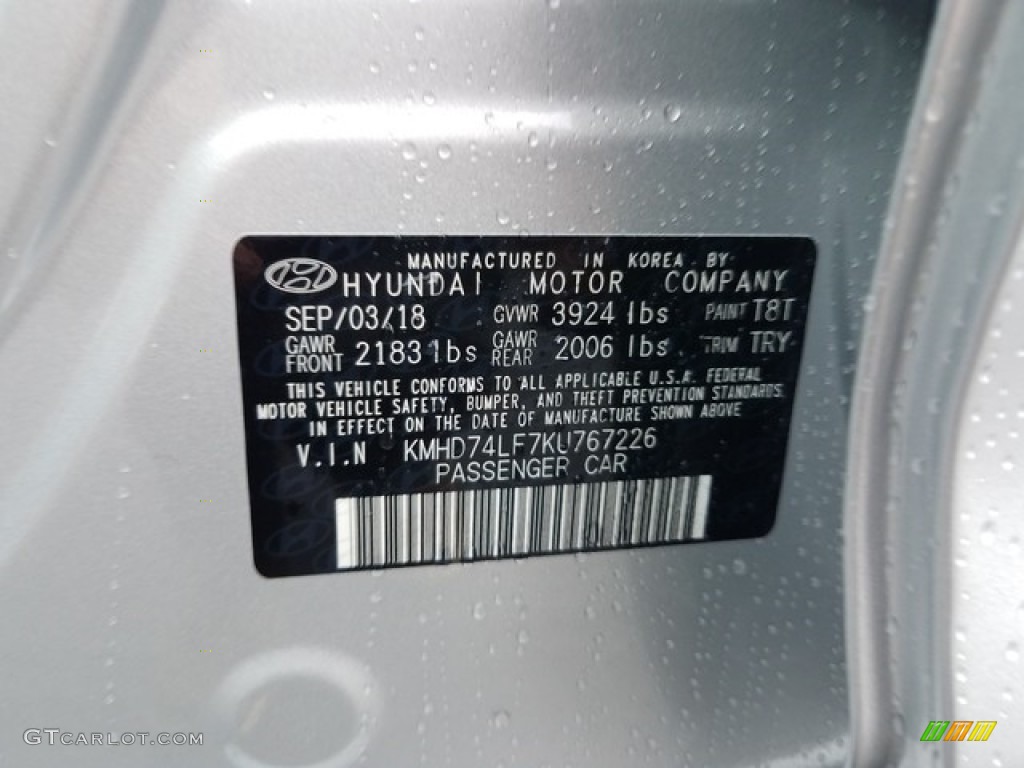 MANUFACTURED IN KOREA BY
HYUNDAI MOTOR COMPANY
SEP/03/18 GVWR 3924 lbs PAINT T8T
GAWR FRONT 2183 lbs GAWR REAR 2006 lbs TRIM TRY
THIS VEHICLE CONFORMS TO ALL APPLICABLE U.S.A. FEDERAL
MOTOR VEHICLE SAFETY, BUMPER, AND THEFT PREVENTION STANDARDS
IN EFFECT ON THE DATE OF MANUFACTURE SHOWN ABOVE
V.I.N KMHD74LF7KU767226
PASSENGER CAR
GTCARLOT.COM